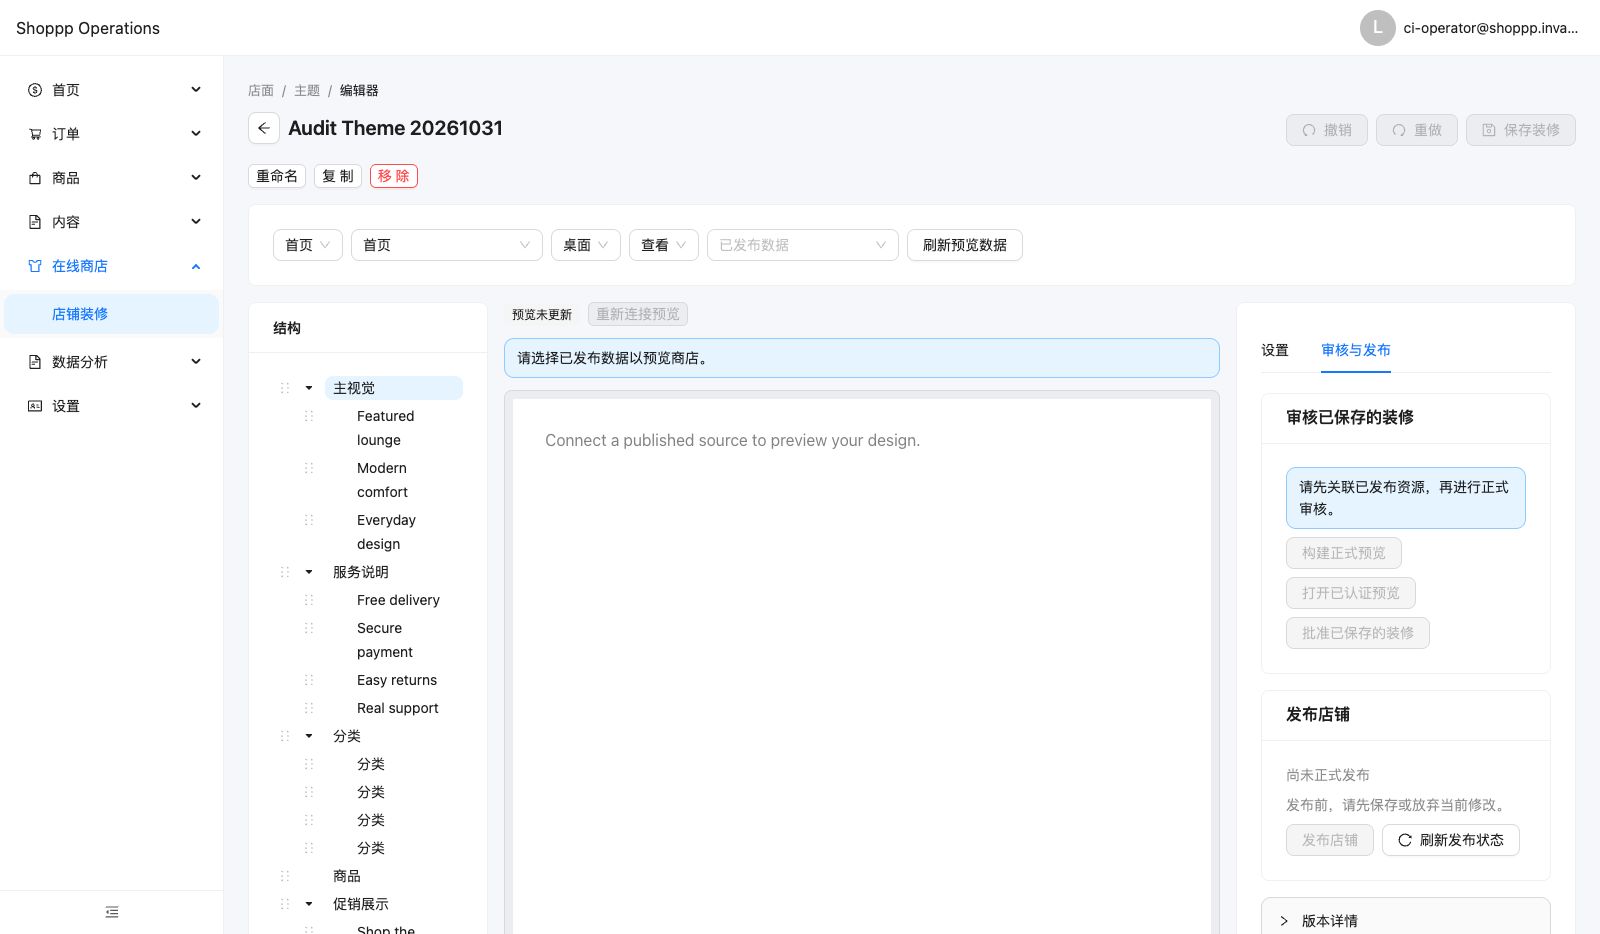 Shoppp Operations
L
ci-operator@shoppp.inva...
首页
订单
商品
内容
在线商店
店铺装修
数据分析
设置
店面 / 主题 / 编辑器
Audit Theme 20261031
撤销
重做
保存装修
重命名
复制
移除
首页
首页
桌面
查看
已发布数据
刷新预览数据
结构
主视觉
Featured
lounge
Modern
comfort
Everyday
design
服务说明
Free delivery
Secure
payment
Easy returns
Real support
分类
分类
分类
分类
分类
商品
促销展示
Shop the
预览未更新
重新连接预览
请选择已发布数据以预览商店。
Connect a published source to preview your design.
设置
审核与发布
审核已保存的装修
请先关联已发布资源，再进行正式
审核。
构建正式预览
打开已认证预览
批准已保存的装修
发布店铺
尚未正式发布
发布前，请先保存或放弃当前修改。
发布店铺
刷新发布状态
版本详情